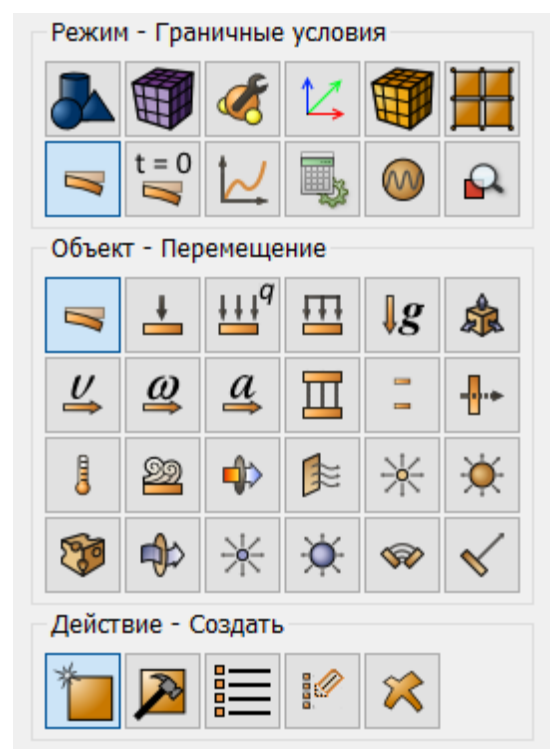 Режим - Граничные условия
t = 0
Объект - Перемещение
q
g
υ ω a
Действие - Создать